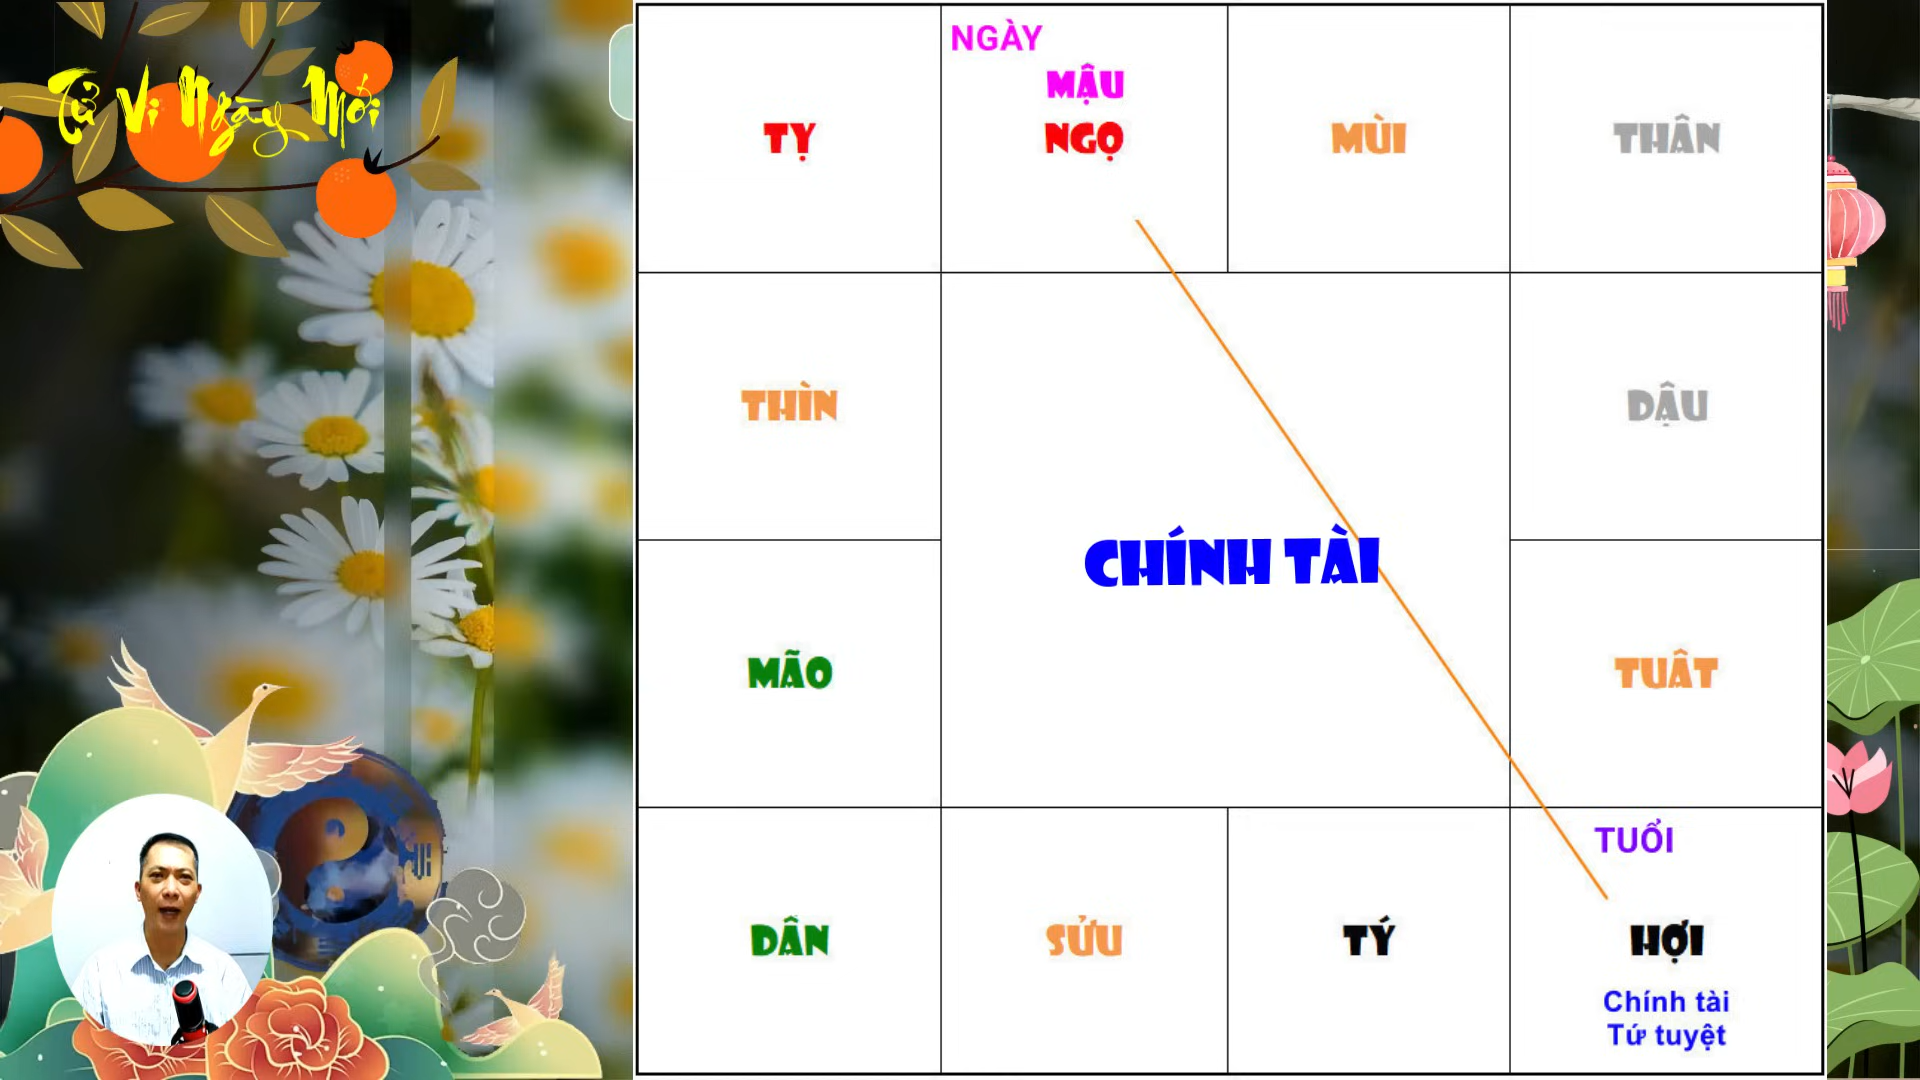 Tử Vi Ngày Mới
NGÀY
MẬU
TỴ
NGỌ
MÙI
THÂN
THÌN
DẬU
CHÍNH TÀI
MÃO
TUẤT
TUỔI
DẦN
SỬU
TÝ
HỢI
Chính tài
Tứ tuyệt